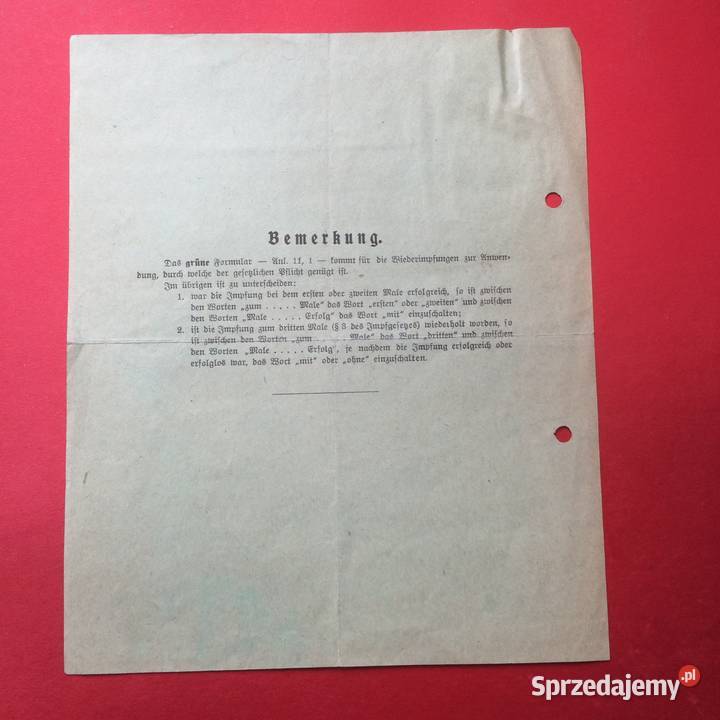 Bemerkung.
Das grüne Formular — Anl. II, 1 — kommt für die Wiederimpfungen zur Anwen-
dung, durch welche der gesetzlichen Pflicht genügt ist.
Im übrigen ist zu unterscheiden:
1. war die Impfung bei dem ersten oder zweiten Male erfolgreich, so ist zwischen
den Worten „zum . . . . . Male" das Wort „ersten" oder „zweiten" und zwischen
den Worten „Male . . . . . Erfolg" das Wort „mit" einzuschalten;
2. ist die Impfung zum dritten Male (§ 3 des Impfgesetzes) wiederholt worden, so
ist zwischen den Worten „zum . . . . . Male" das Wort „dritten" und zwischen
den Worten „Male . . . . . Erfolg", je nachdem die Impfung erfolgreich oder
erfolglos war, das Wort „mit" oder „ohne" einzuschalten.
Sprzedajemy.pl